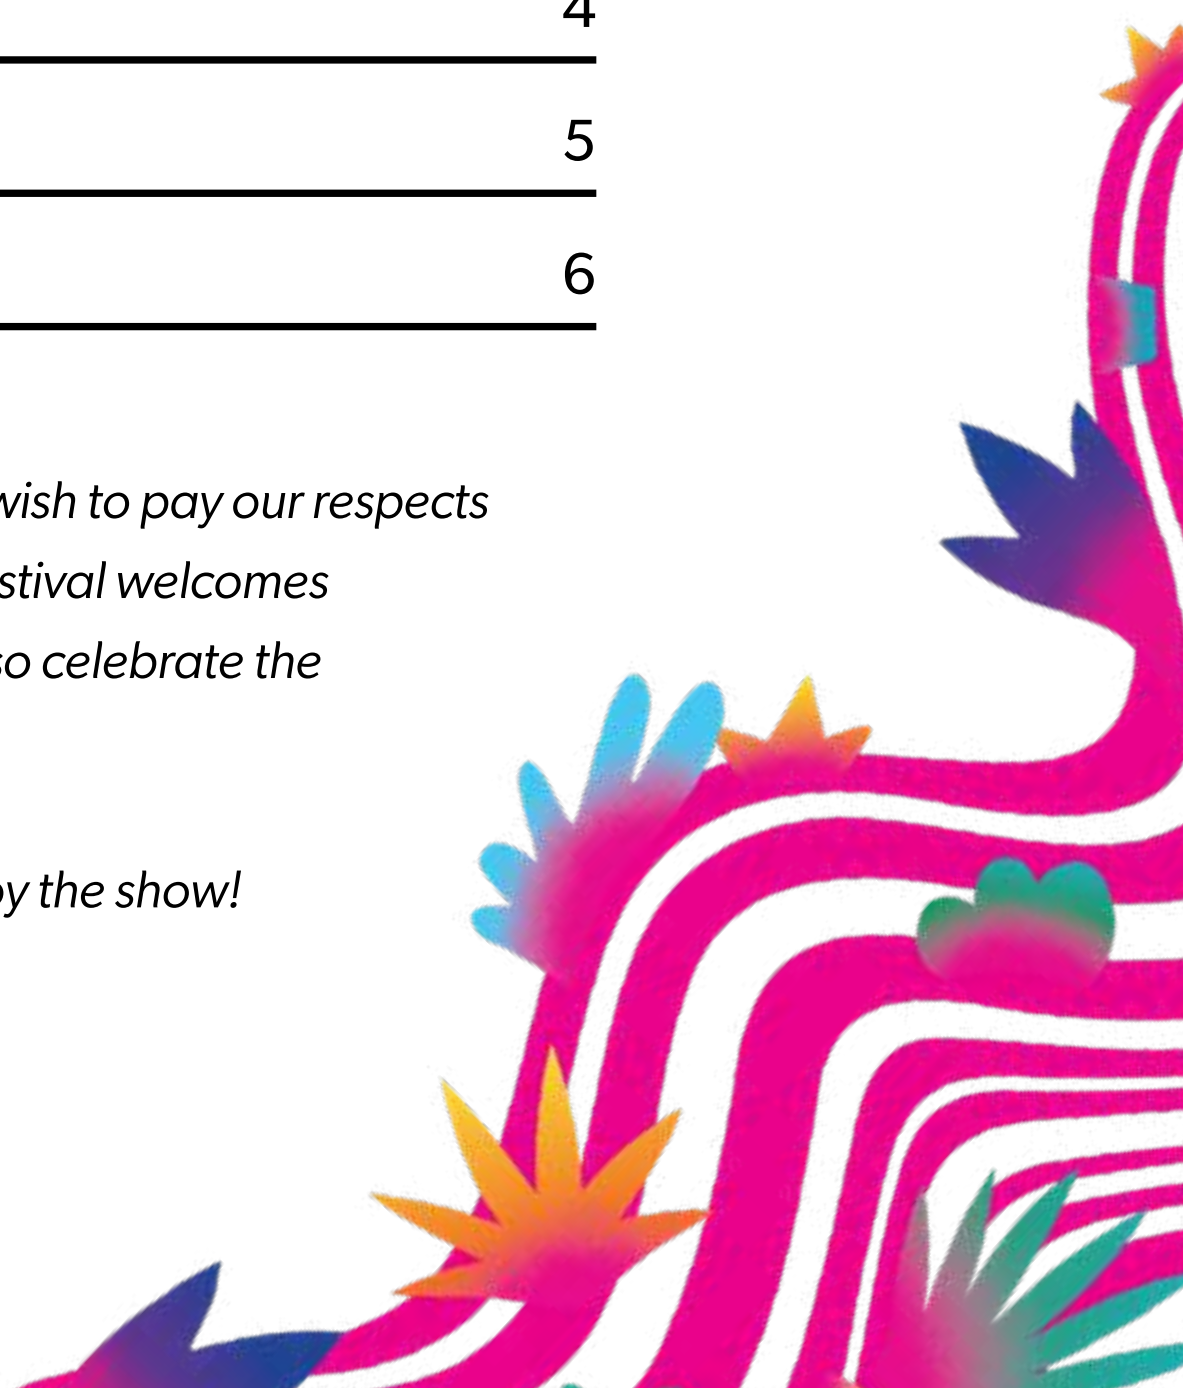 4
5
6
wish to pay our respects
stival welcomes
so celebrate the
y the show!